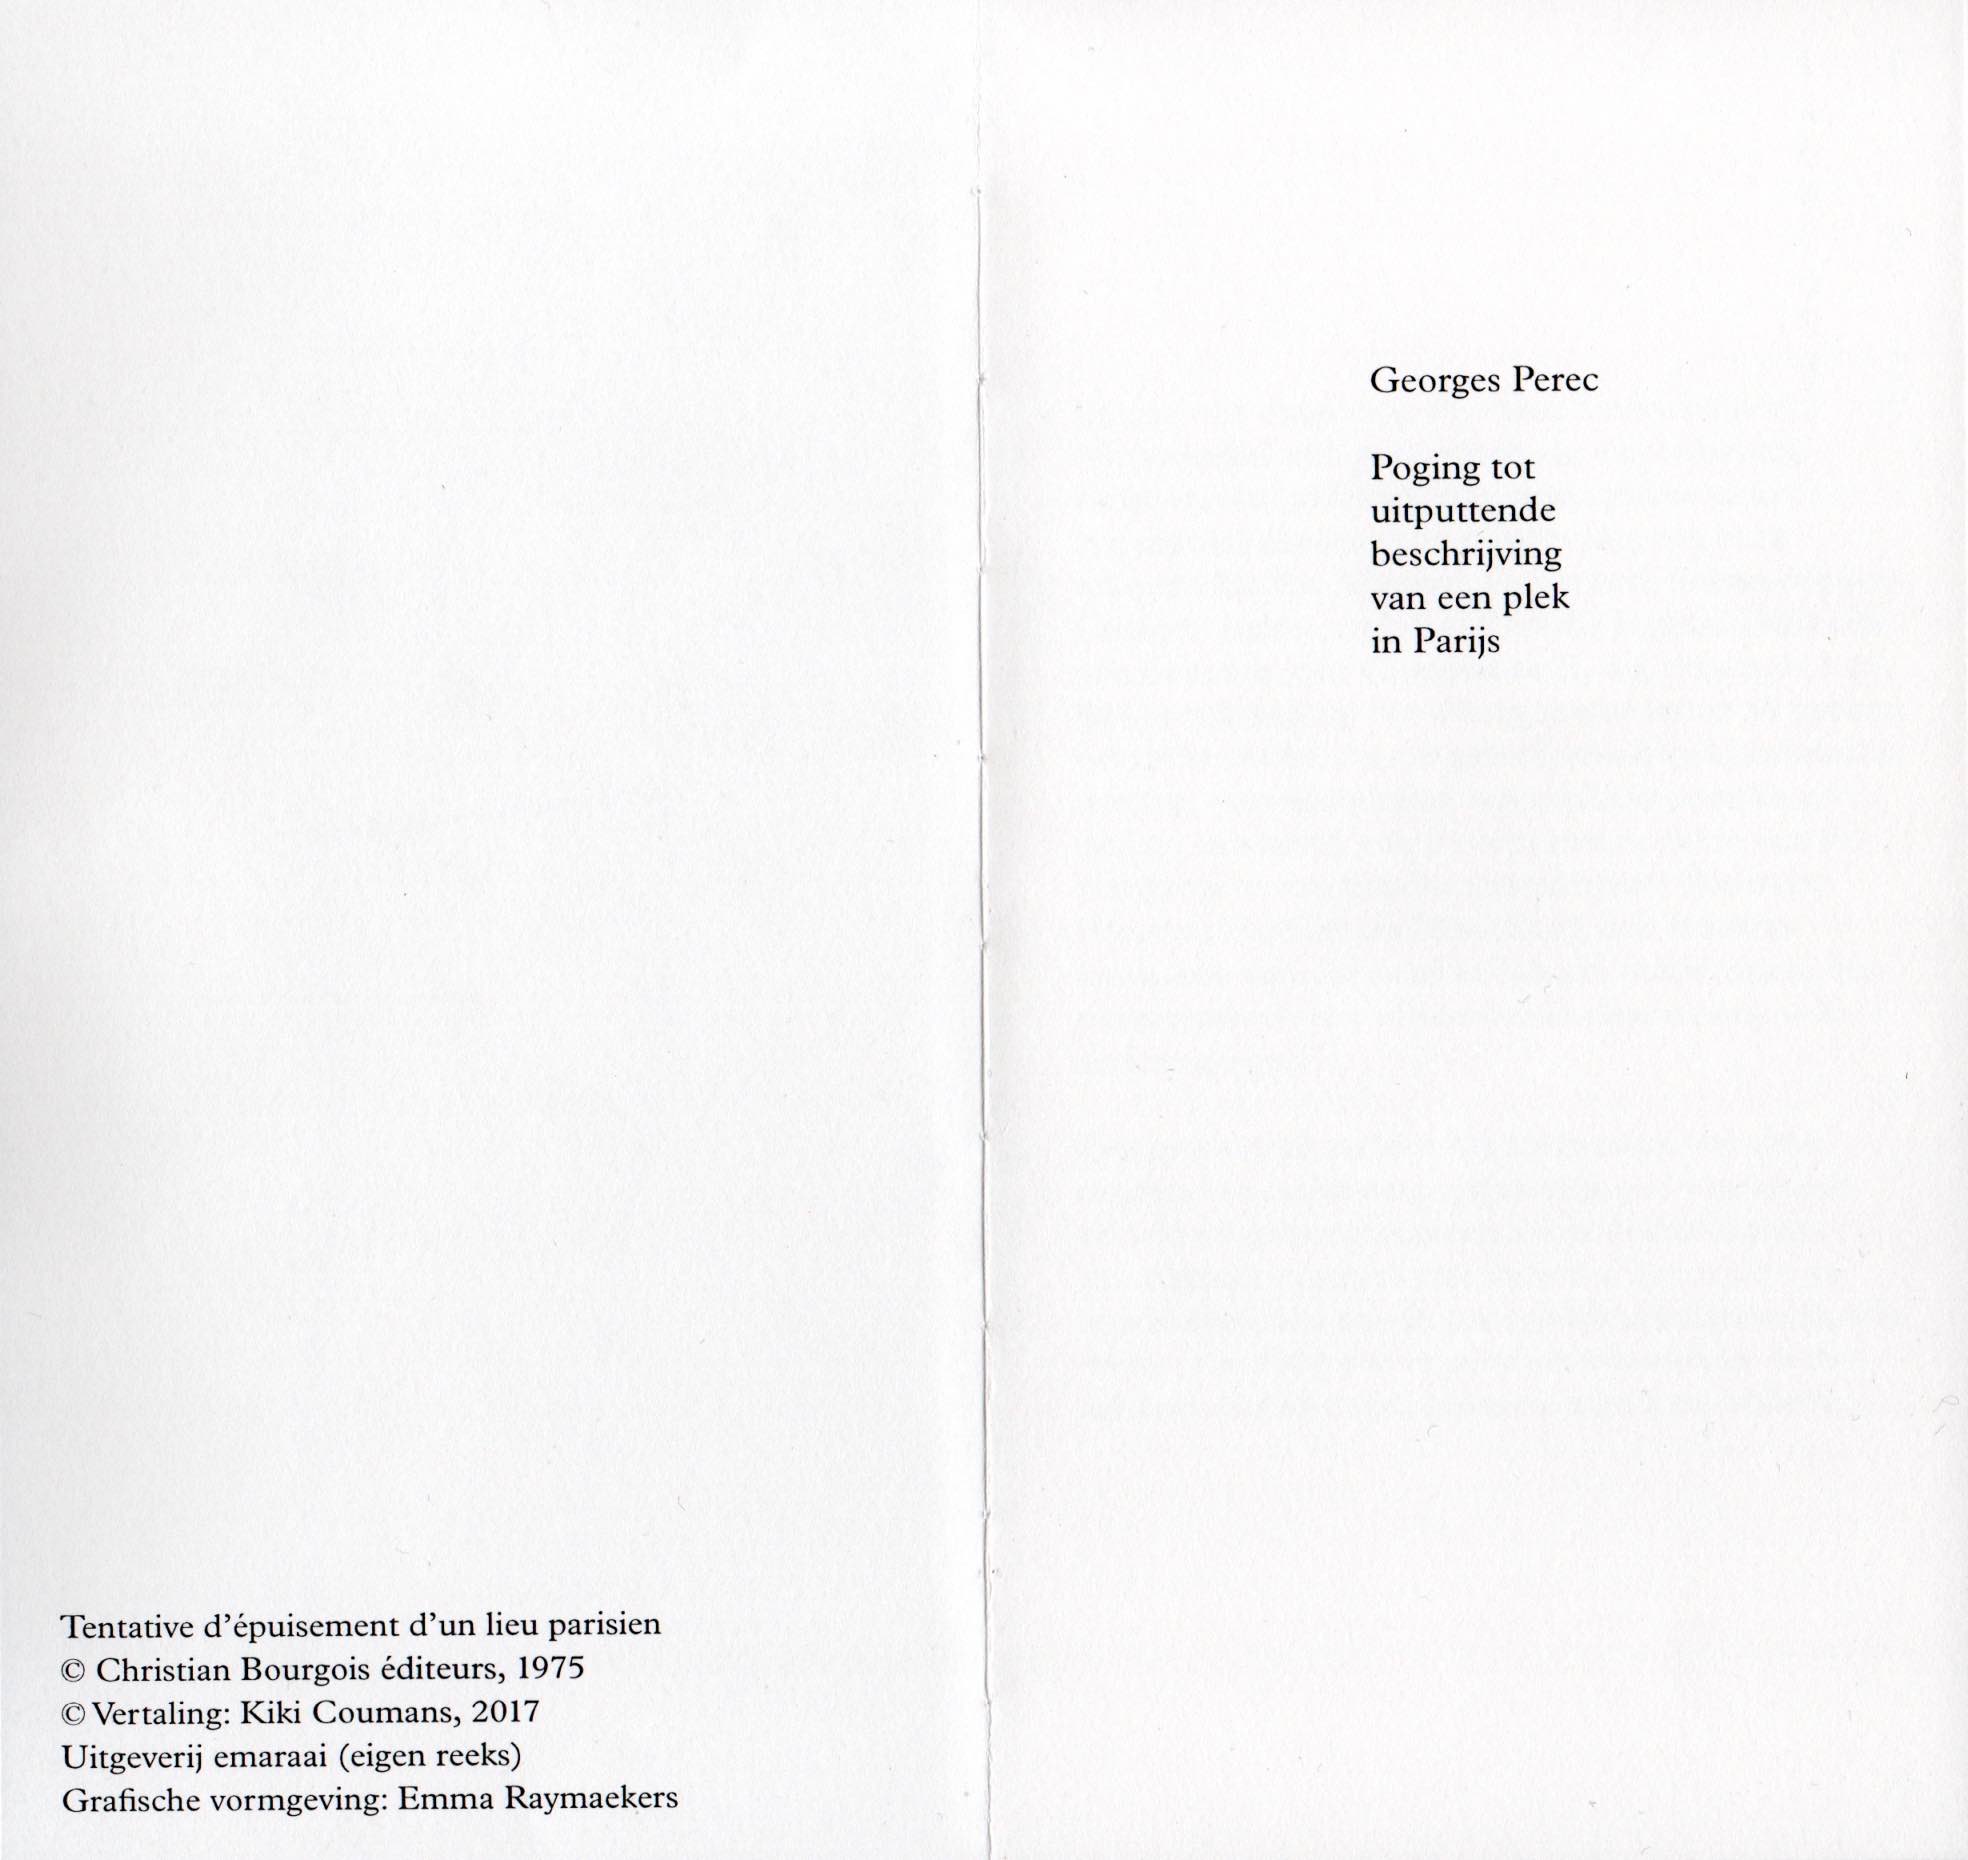 Tentative d’épuisement d’un lieu parisien
© Christian Bourgois éditeurs, 1975
© Vertaling: Kiki Coumans, 2017
Uitgeverij emaraai (eigen reeks)
Grafische vormgeving: Emma Raymaekers
Georges Perec
Poging tot
uitputtende
beschrijving
van een plek
in Parijs